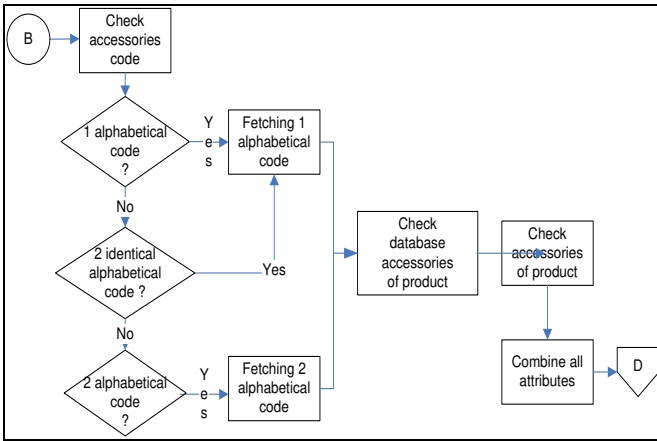 B
Check
accessories
code
1 alphabetical
code
?
Y
e
s
Fetching 1
alphabetical
code
No
2 identical
alphabetical
code ?
Yes
No
2 alphabetical
code
?
Y
e
s
Fetching 2
alphabetical
code
Check
database
accessories
of product
Check
accessories
of product
Combine all
attributes
D